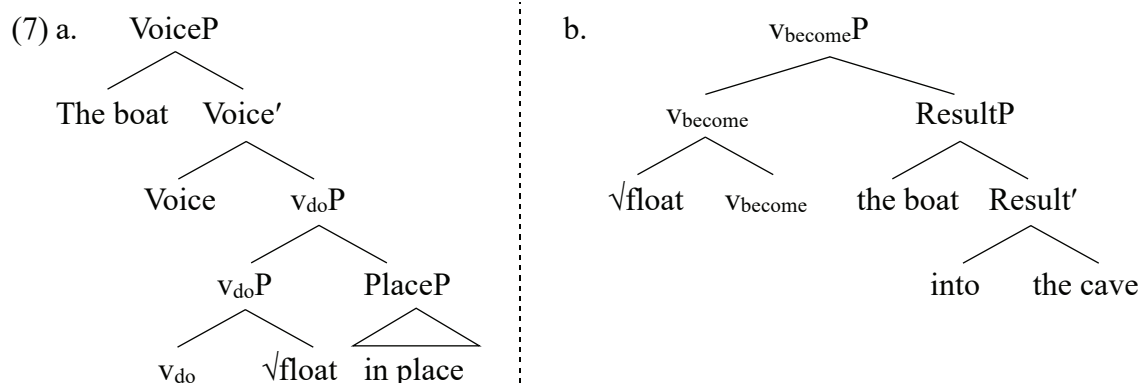 (7) a. VoiceP b. v_becomeP
The boat Voice′ v_become ResultP
Voice v_doP √float v_become the boat Result′
v_doP PlaceP into the cave
v_do √float in place